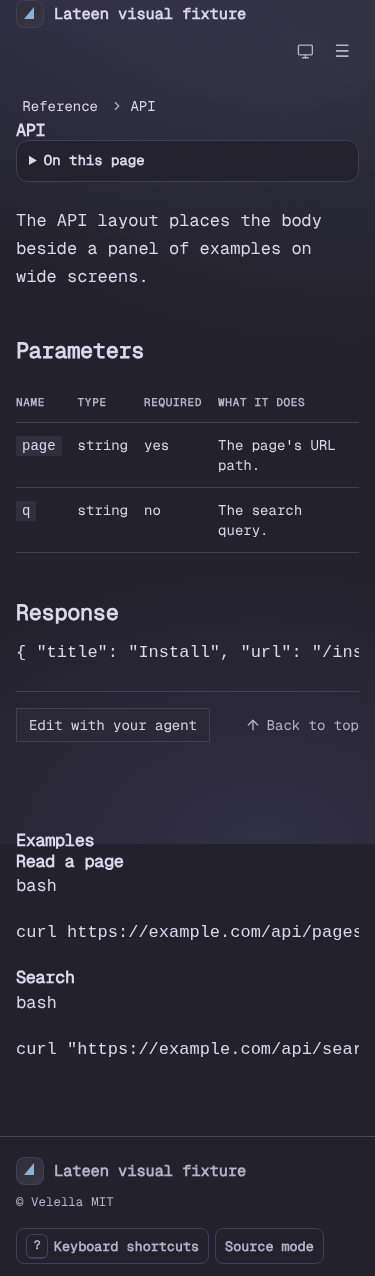 Lateen visual fixture
Reference > API
API
On this page
The API layout places the body
beside a panel of examples on
wide screens.
Parameters
NAME TYPE REQUIRED WHAT IT DOES
page string yes The page's URL
path.
q string no The search
query.
Response
{ "title": "Install", "url": "/ins
Edit with your agent ↑ Back to top
Examples
Read a page
bash
curl https://example.com/api/pages
Search
bash
curl "https://example.com/api/sear
Lateen visual fixture
© Velella MIT
? Keyboard shortcuts Source mode